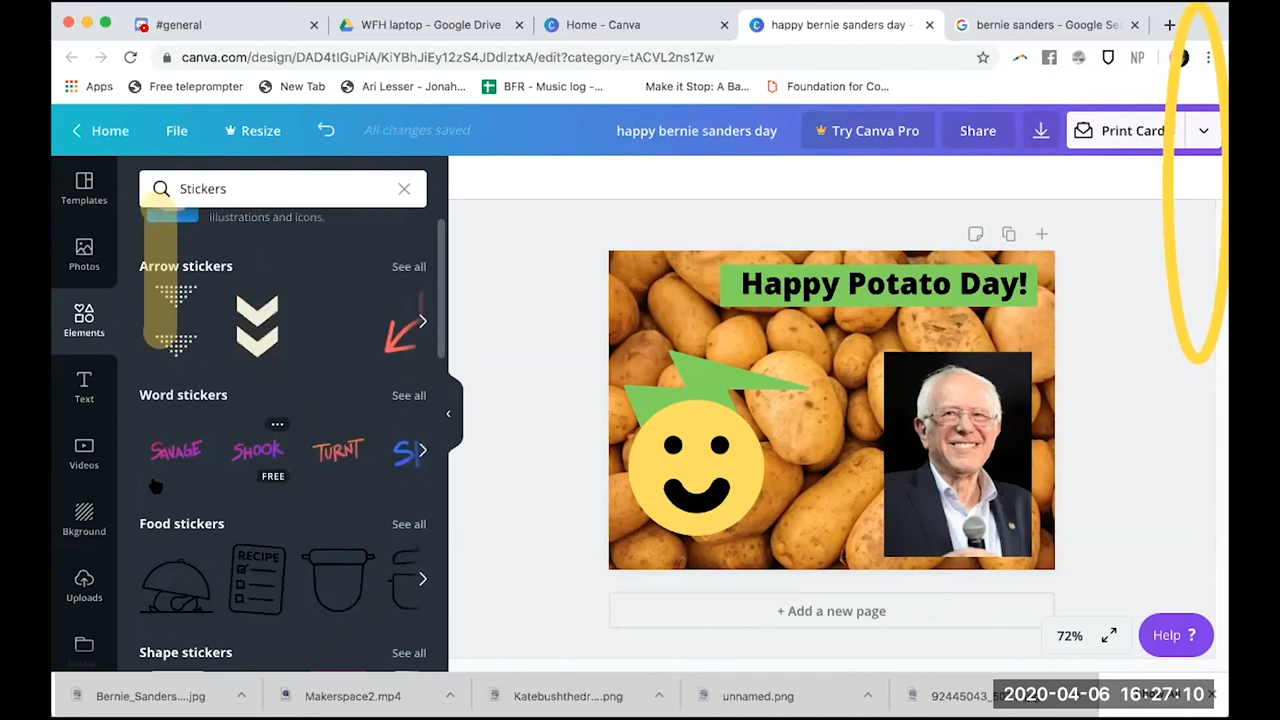 #general
WFH laptop - Google Drive
Home - Canva
happy bernie sanders day -
bernie sanders - Google Sea
canva.com/design/DAD4tlGuPiA/KiYBhJiEy12zS4JDdIztxA/edit?category=tACVL2ns1Zw
NP
Apps
Free teleprompter
New Tab
Ari Lesser - Jonah...
BFR - Music log -...
Make it Stop: A Ba...
Foundation for Co...
Home
File
Resize
All changes saved
happy bernie sanders day
Try Canva Pro
Share
Print Card
Templates
Photos
Elements
Text
Videos
Bkground
Uploads
Stickers
illustrations and icons.
Arrow stickers
See all
Word stickers
See all
SAVAGE
SHOOK
TURNT
FREE
Food stickers
See all
RECIPE
Shape stickers
See all
Happy Potato Day!
+ Add a new page
72%
Help ?
Bernie_Sanders....jpg
Makerspace2.mp4
Katebushthedr....png
unnamed.png
2020-04-06 16:27:10